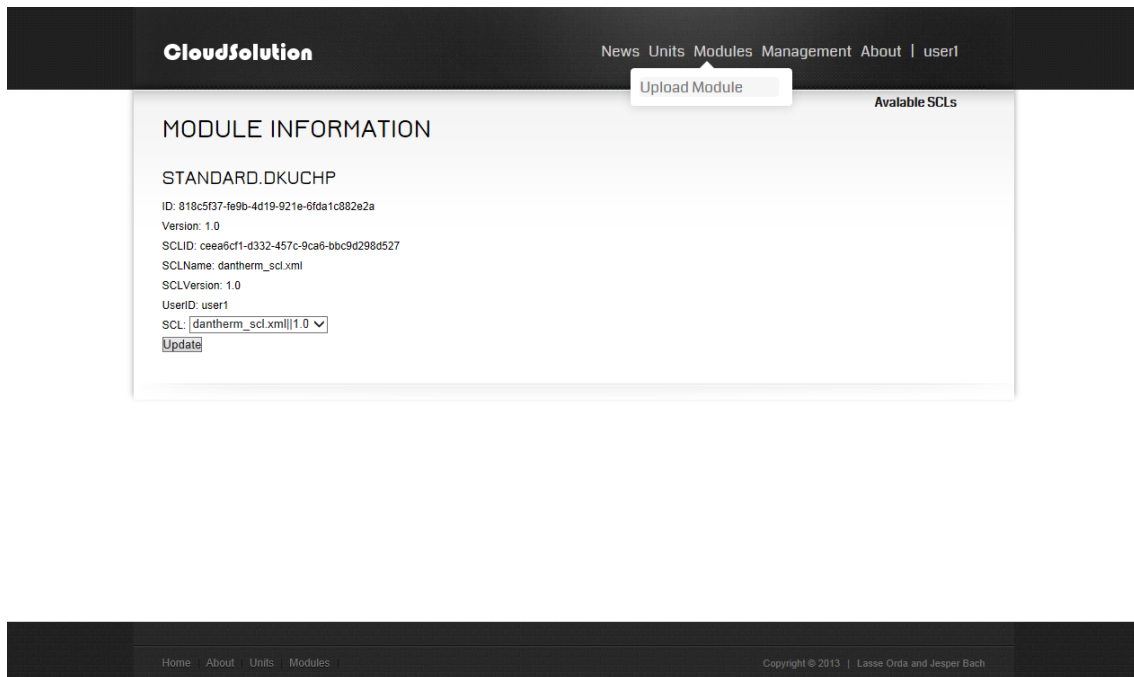 CloudSolution
News Units Modules Management About | user1
Upload Module
Avalable SCLs
MODULE INFORMATION
STANDARD.DKUCHP
ID: 818c5f37-fe9b-4d19-921e-6fda1c882e2a
Version: 1.0
SCLID: ceea6cf1-d332-457c-9ca6-bbc9d298d527
SCLName: dantherm_scl.xml
SCLVersion: 1.0
UserID: user1
SCL: dantherm_scl.xml||1.0
Update
Home | About | Units | Modules |
Copyright © 2013 | Lasse Orda and Jesper Bach